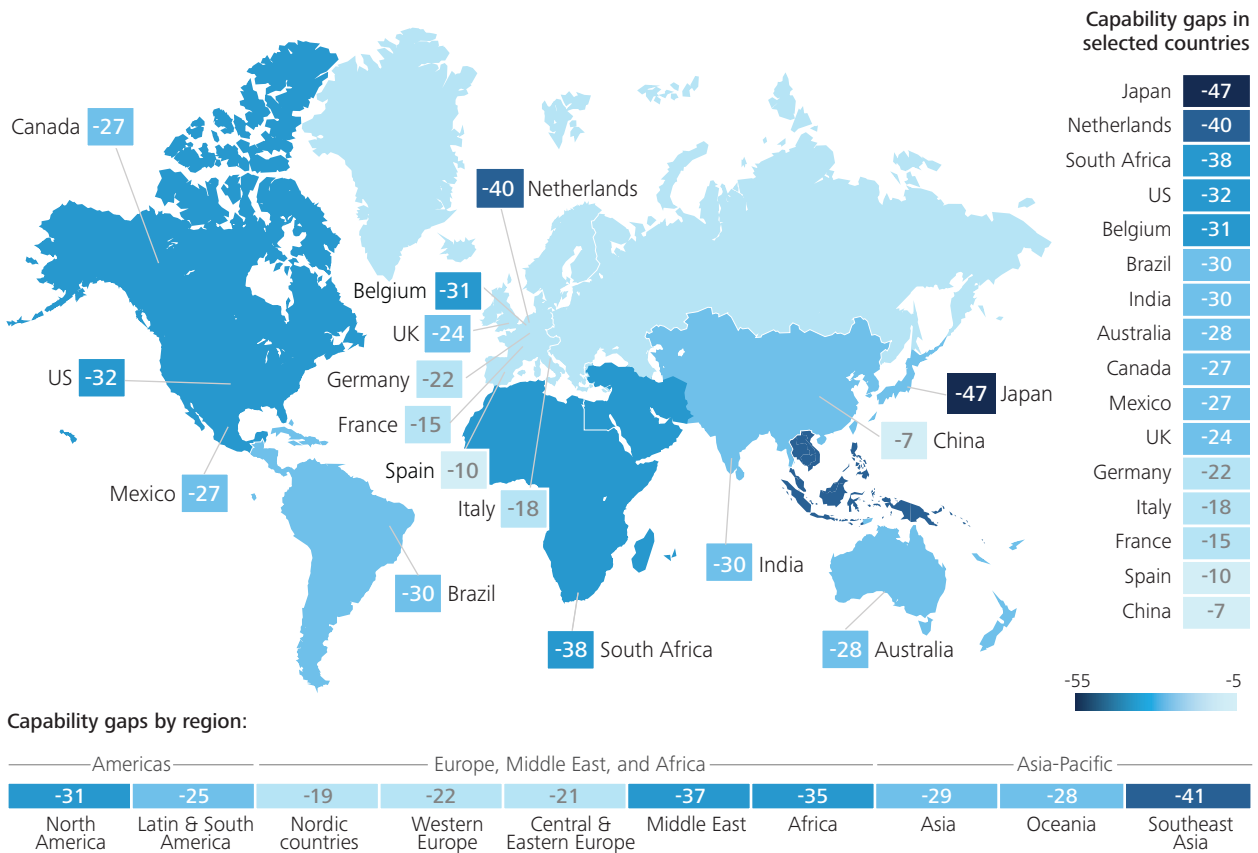 Capability gaps in
selected countries
Japan -47
Netherlands -40
South Africa -38
US -32
Belgium -31
Brazil -30
India -30
Australia -28
Canada -27
Mexico -27
UK -24
Germany -22
Italy -18
France -15
Spain -10
China -7
-55 -5
Canada -27
-40 Netherlands
Belgium -31
UK -24
US -32
Germany -22
-47 Japan
France -15
-7 China
Spain -10
Mexico -27
Italy -18
-30 India
-30 Brazil
-38 South Africa
-28 Australia
Capability gaps by region:
Americas Europe, Middle East, and Africa Asia-Pacific
-31 -25 -19 -22 -21 -37 -35 -29 -28 -41
North Latin & South Nordic Western Central & Middle East Africa Asia Oceania Southeast
America America countries Europe Eastern Europe Asia